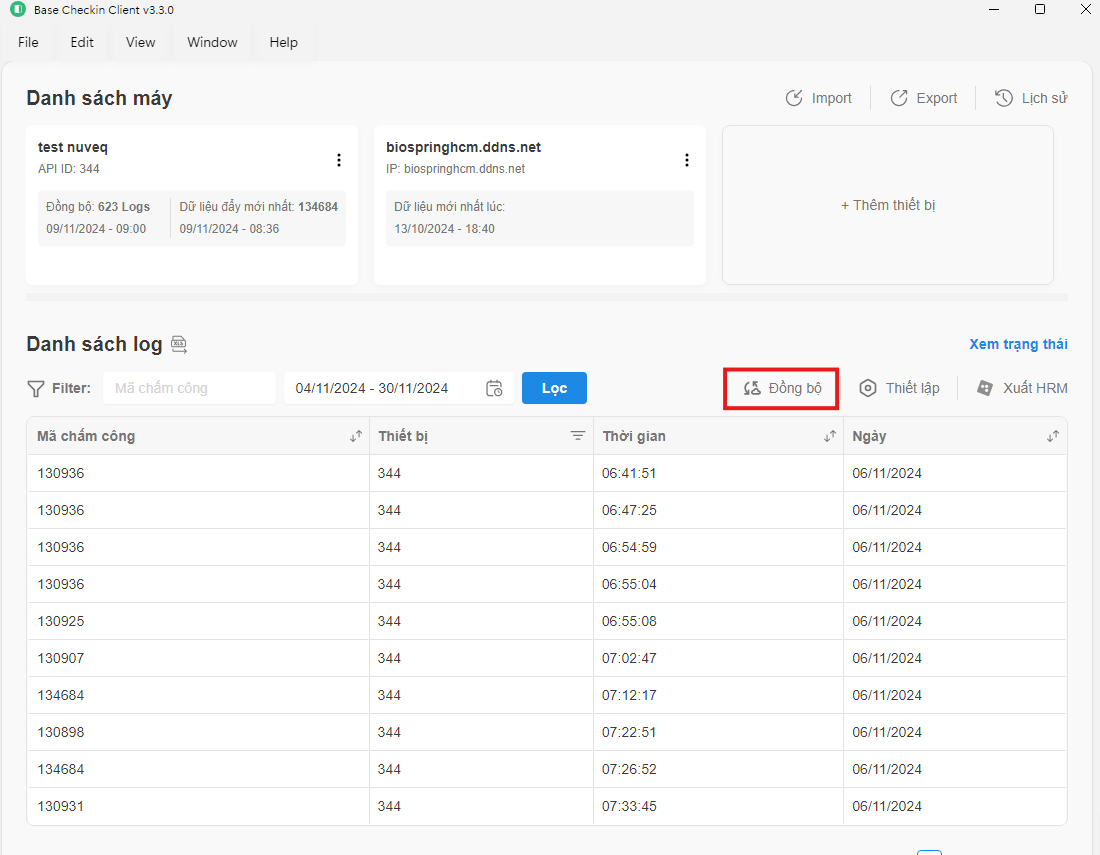 Base Checkin Client v3.3.0
File Edit View Window Help
Danh sách máy Import Export Lịch sử
test nuveq
API ID: 344
Đồng bộ: 623 Logs Dữ liệu đẩy mới nhất: 134684
09/11/2024 - 09:00 09/11/2024 - 08:36
biospringhcm.ddns.net
IP: biospringhcm.ddns.net
Dữ liệu mới nhất lúc:
13/10/2024 - 18:40
+ Thêm thiết bị
Danh sách log XLS Xem trạng thái
Filter: Mã chấm công 04/11/2024 - 30/11/2024 Lọc Đồng bộ Thiết lập Xuất HRM
Mã chấm công Thiết bị Thời gian Ngày
130936 344 06:41:51 06/11/2024
130936 344 06:47:25 06/11/2024
130936 344 06:54:59 06/11/2024
130936 344 06:55:04 06/11/2024
130925 344 06:55:08 06/11/2024
130907 344 07:02:47 06/11/2024
134684 344 07:12:17 06/11/2024
130898 344 07:22:51 06/11/2024
134684 344 07:26:52 06/11/2024
130931 344 07:33:45 06/11/2024